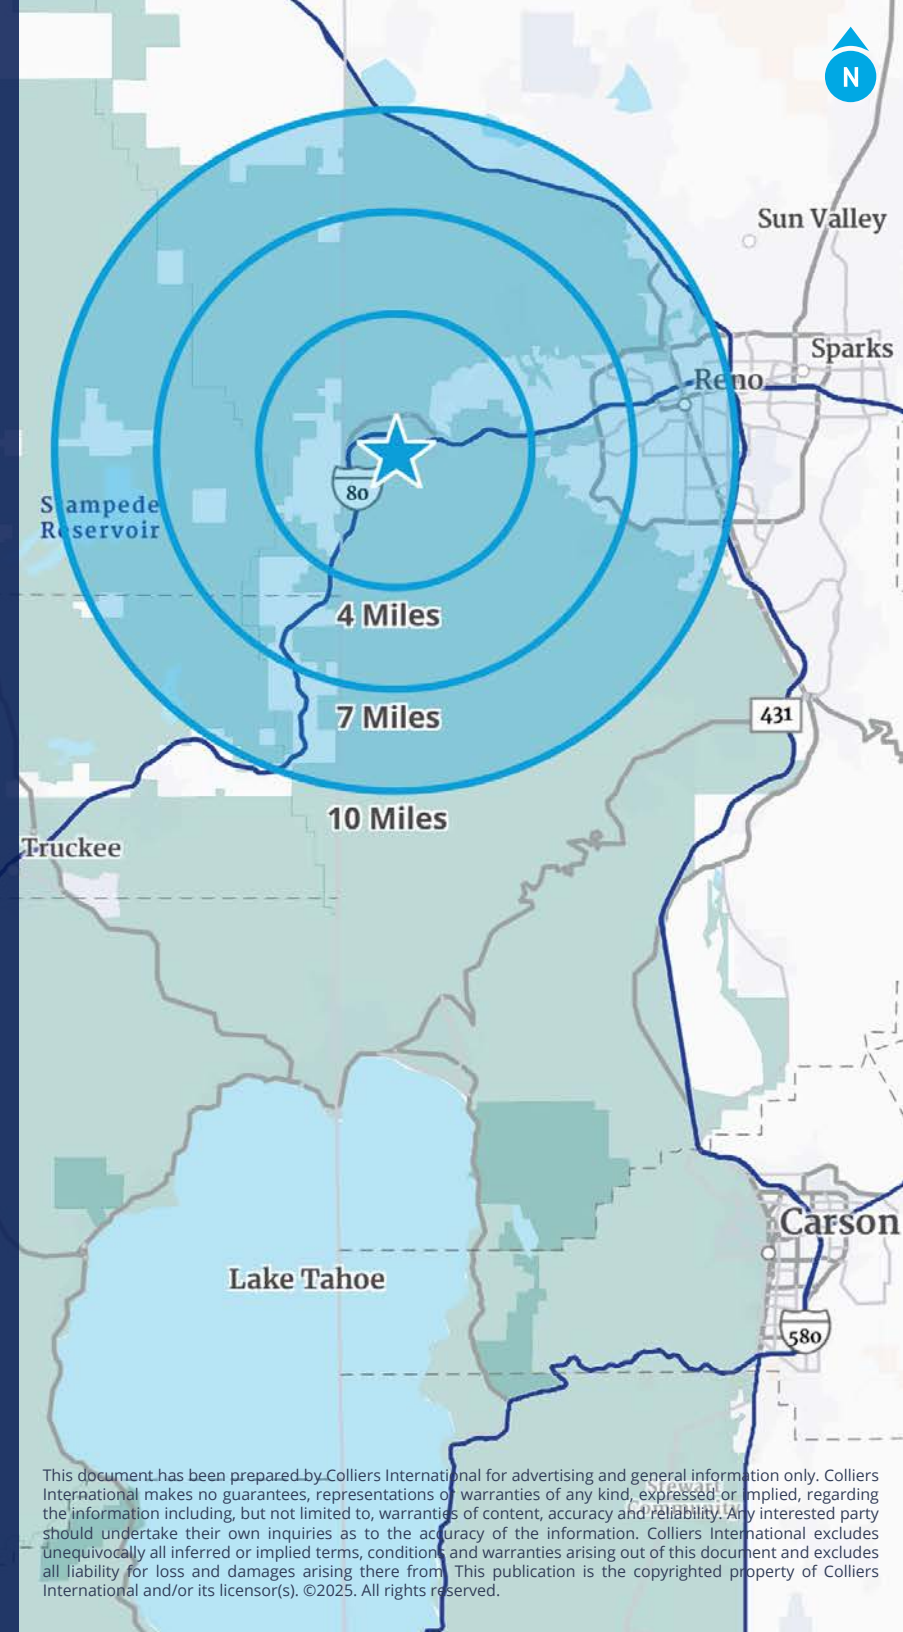 N
Sun Valley
Sparks
Reno
80
Stampede
Reservoir
4 Miles
7 Miles
431
10 Miles
Truckee
Carson
Lake Tahoe
580
Stewart
Community
This document has been prepared by Colliers International for advertising and general information only. Colliers
International makes no guarantees, representations or warranties of any kind, expressed or implied, regarding
the information including, but not limited to, warranties of content, accuracy and reliability. Any interested party
should undertake their own inquiries as to the accuracy of the information. Colliers International excludes
unequivocally all inferred or implied terms, conditions and warranties arising out of this document and excludes
all liability for loss and damages arising there from. This publication is the copyrighted property of Colliers
International and/or its licensor(s). ©2025. All rights reserved.